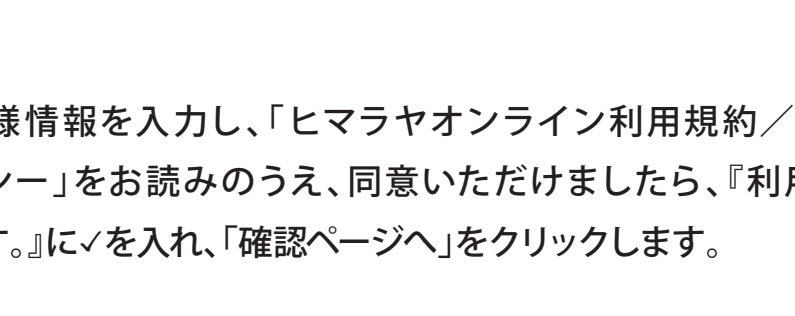 様情報を入力し、「ヒマラヤオンライン利用規約／
シー」をお読みのうえ、同意いただけましたら、『利用
す。』に✓を入れ、「確認ページへ」をクリックします。